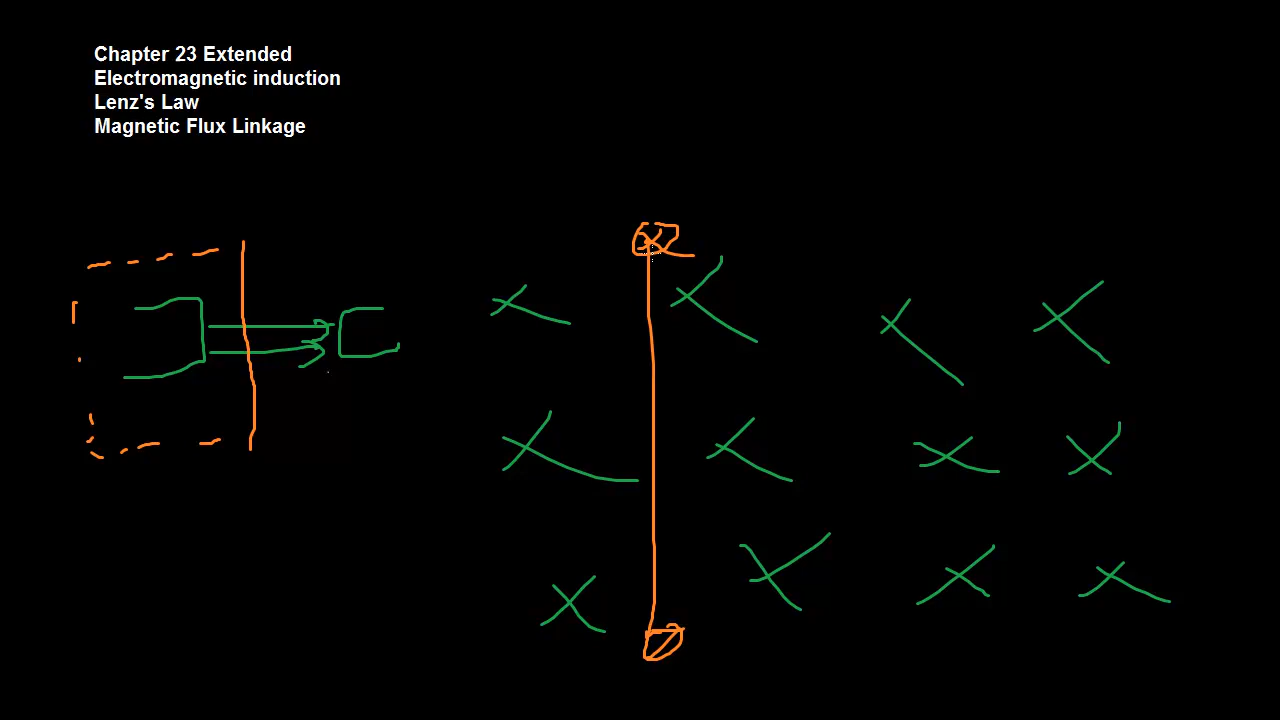 Chapter 23 Extended
Electromagnetic induction
Lenz's Law
Magnetic Flux Linkage